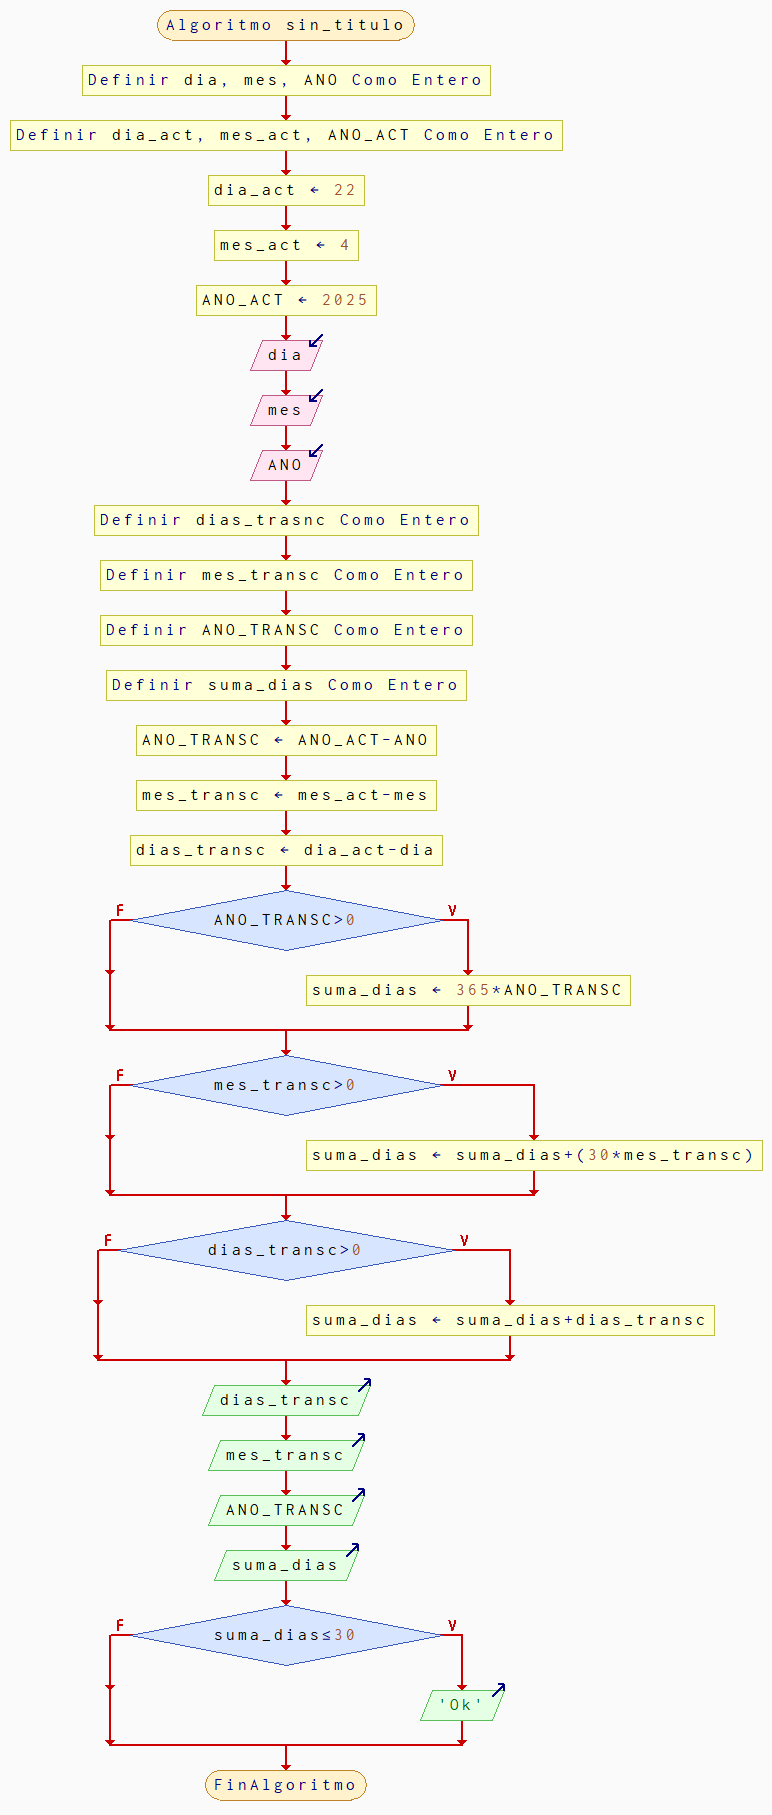 Algoritmo sin_titulo
Definir dia, mes, ANO Como Entero
Definir dia_act, mes_act, ANO_ACT Como Entero
dia_act ← 22
mes_act ← 4
ANO_ACT ← 2025
dia
mes
ANO
Definir dias_trasnc Como Entero
Definir mes_transc Como Entero
Definir ANO_TRANSC Como Entero
Definir suma_dias Como Entero
ANO_TRANSC ← ANO_ACT-ANO
mes_transc ← mes_act-mes
dias_transc ← dia_act-dia
F V
ANO_TRANSC>0
suma_dias ← 365*ANO_TRANSC
F V
mes_transc>0
suma_dias ← suma_dias+(30*mes_transc)
F V
dias_transc>0
suma_dias ← suma_dias+dias_transc
dias_transc
mes_transc
ANO_TRANSC
suma_dias
F V
suma_dias≤30
'Ok'
FinAlgoritmo